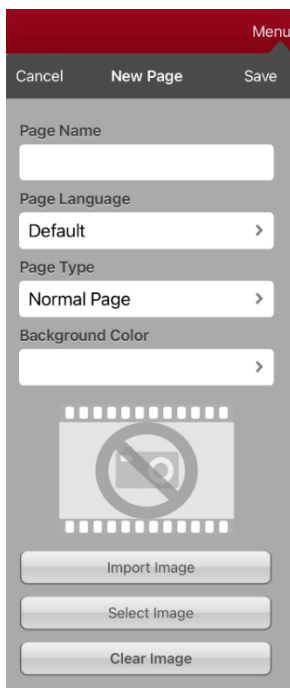 Menu
Cancel New Page Save
Page Name
Page Language
Default
Page Type
Normal Page
Background Color
Import Image
Select Image
Clear Image